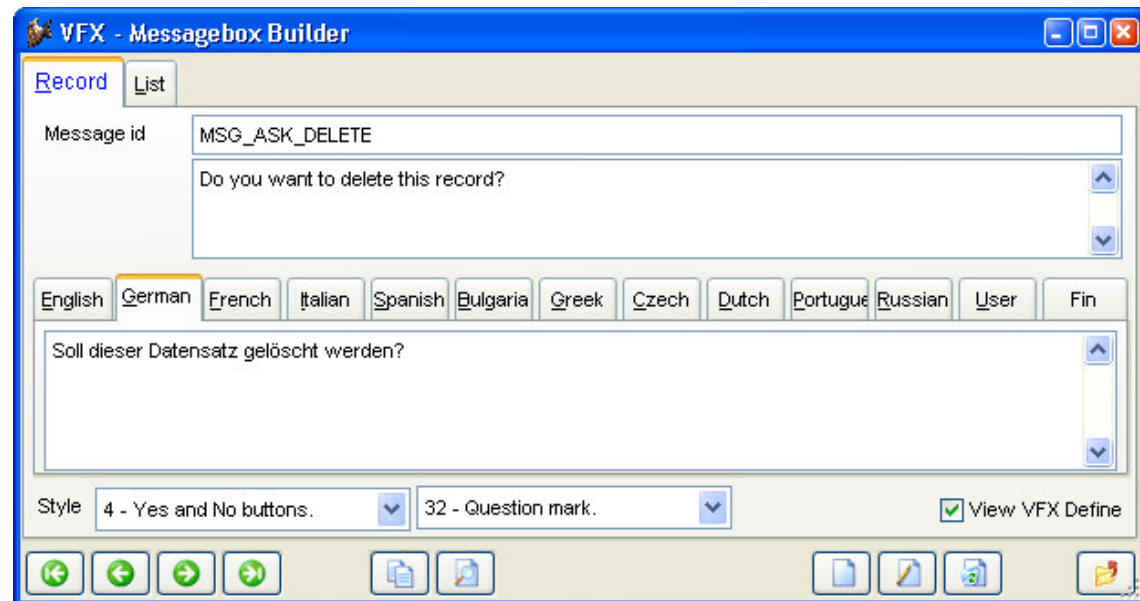 VFX - Messagebox Builder
Record List
Message id MSG_ASK_DELETE
Do you want to delete this record?
English German French Italian Spanish Bulgaria Greek Czech Dutch Portugue Russian User Fin
Soll dieser Datensatz gelöscht werden?
Style 4 - Yes and No buttons. 32 - Question mark. View VFX Define